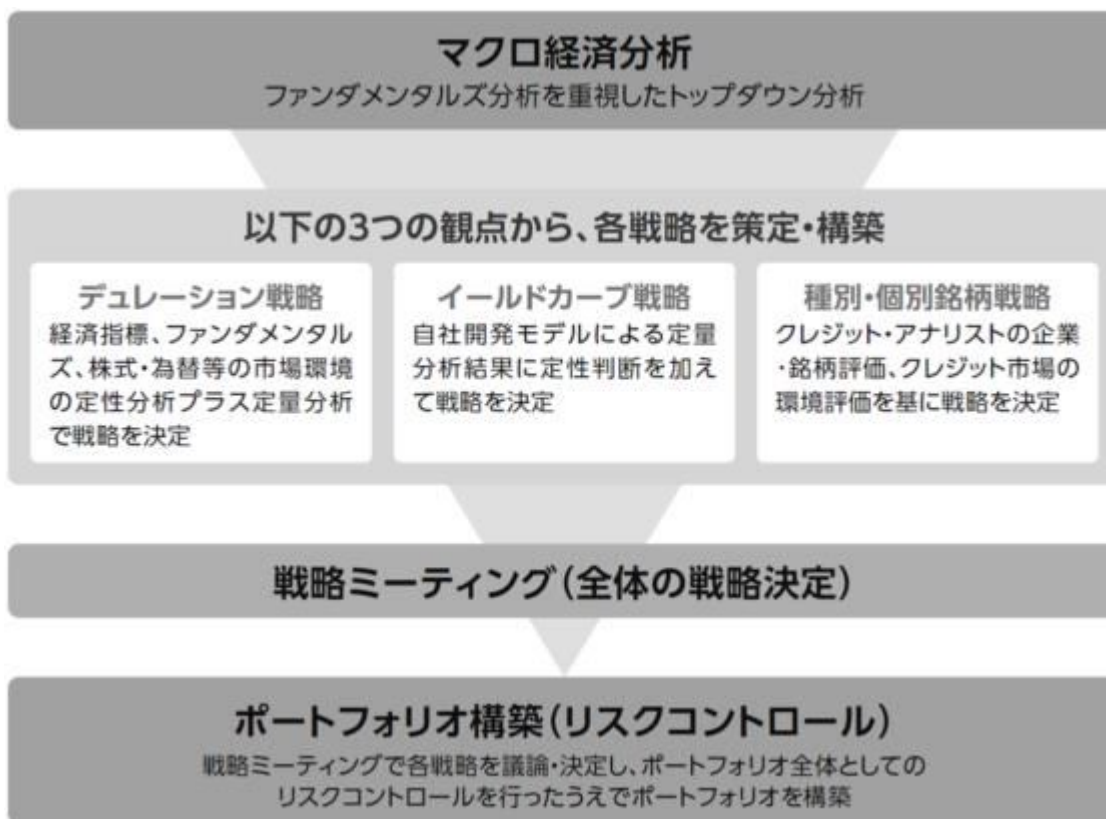 マクロ経済分析
ファンダメンタルズ分析を重視したトップダウン分析
以下の3つの観点から、各戦略を策定・構築
デュレーション戦略
経済指標、ファンダメンタル
ズ、株式・為替等の市場環境
の定性分析プラス定量分析
で戦略を決定
イールドカーブ戦略
自社開発モデルによる定量
分析結果に定性判断を加え
て戦略を決定
種別・個別銘柄戦略
クレジット・アナリストの企業
・銘柄評価、クレジット市場の
環境評価を基に戦略を決定
戦略ミーティング(全体の戦略決定)
ポートフォリオ構築(リスクコントロール)
戦略ミーティングで各戦略を議論・決定し、ポートフォリオ全体としての
リスクコントロールを行ったうえでポートフォリオを構築